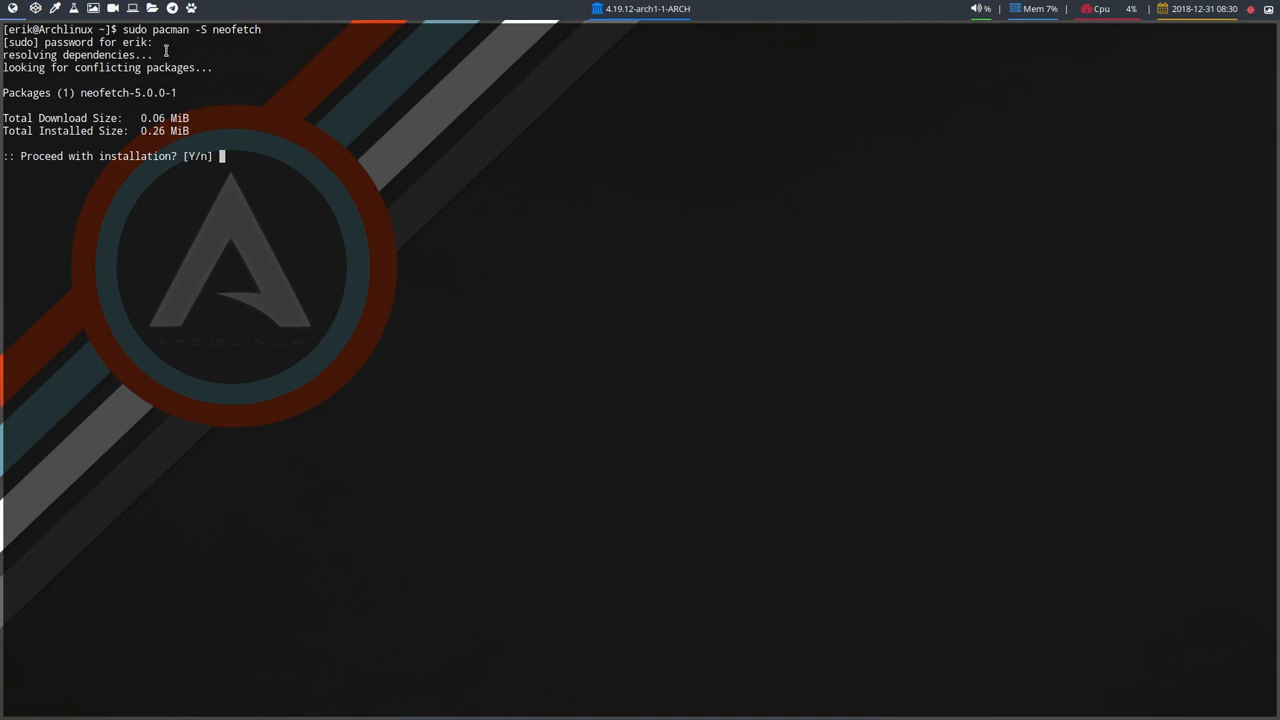 4.19.12-arch1-1-ARCH
% | Mem 7% | Cpu 4% | 2018-12-31 08:30
[erik@Archlinux ~]$ sudo pacman -S neofetch
[sudo] password for erik:
resolving dependencies...
looking for conflicting packages...
Packages (1) neofetch-5.0.0-1
Total Download Size:   0.06 MiB
Total Installed Size:  0.26 MiB
:: Proceed with installation? [Y/n]
ARCOLINUX